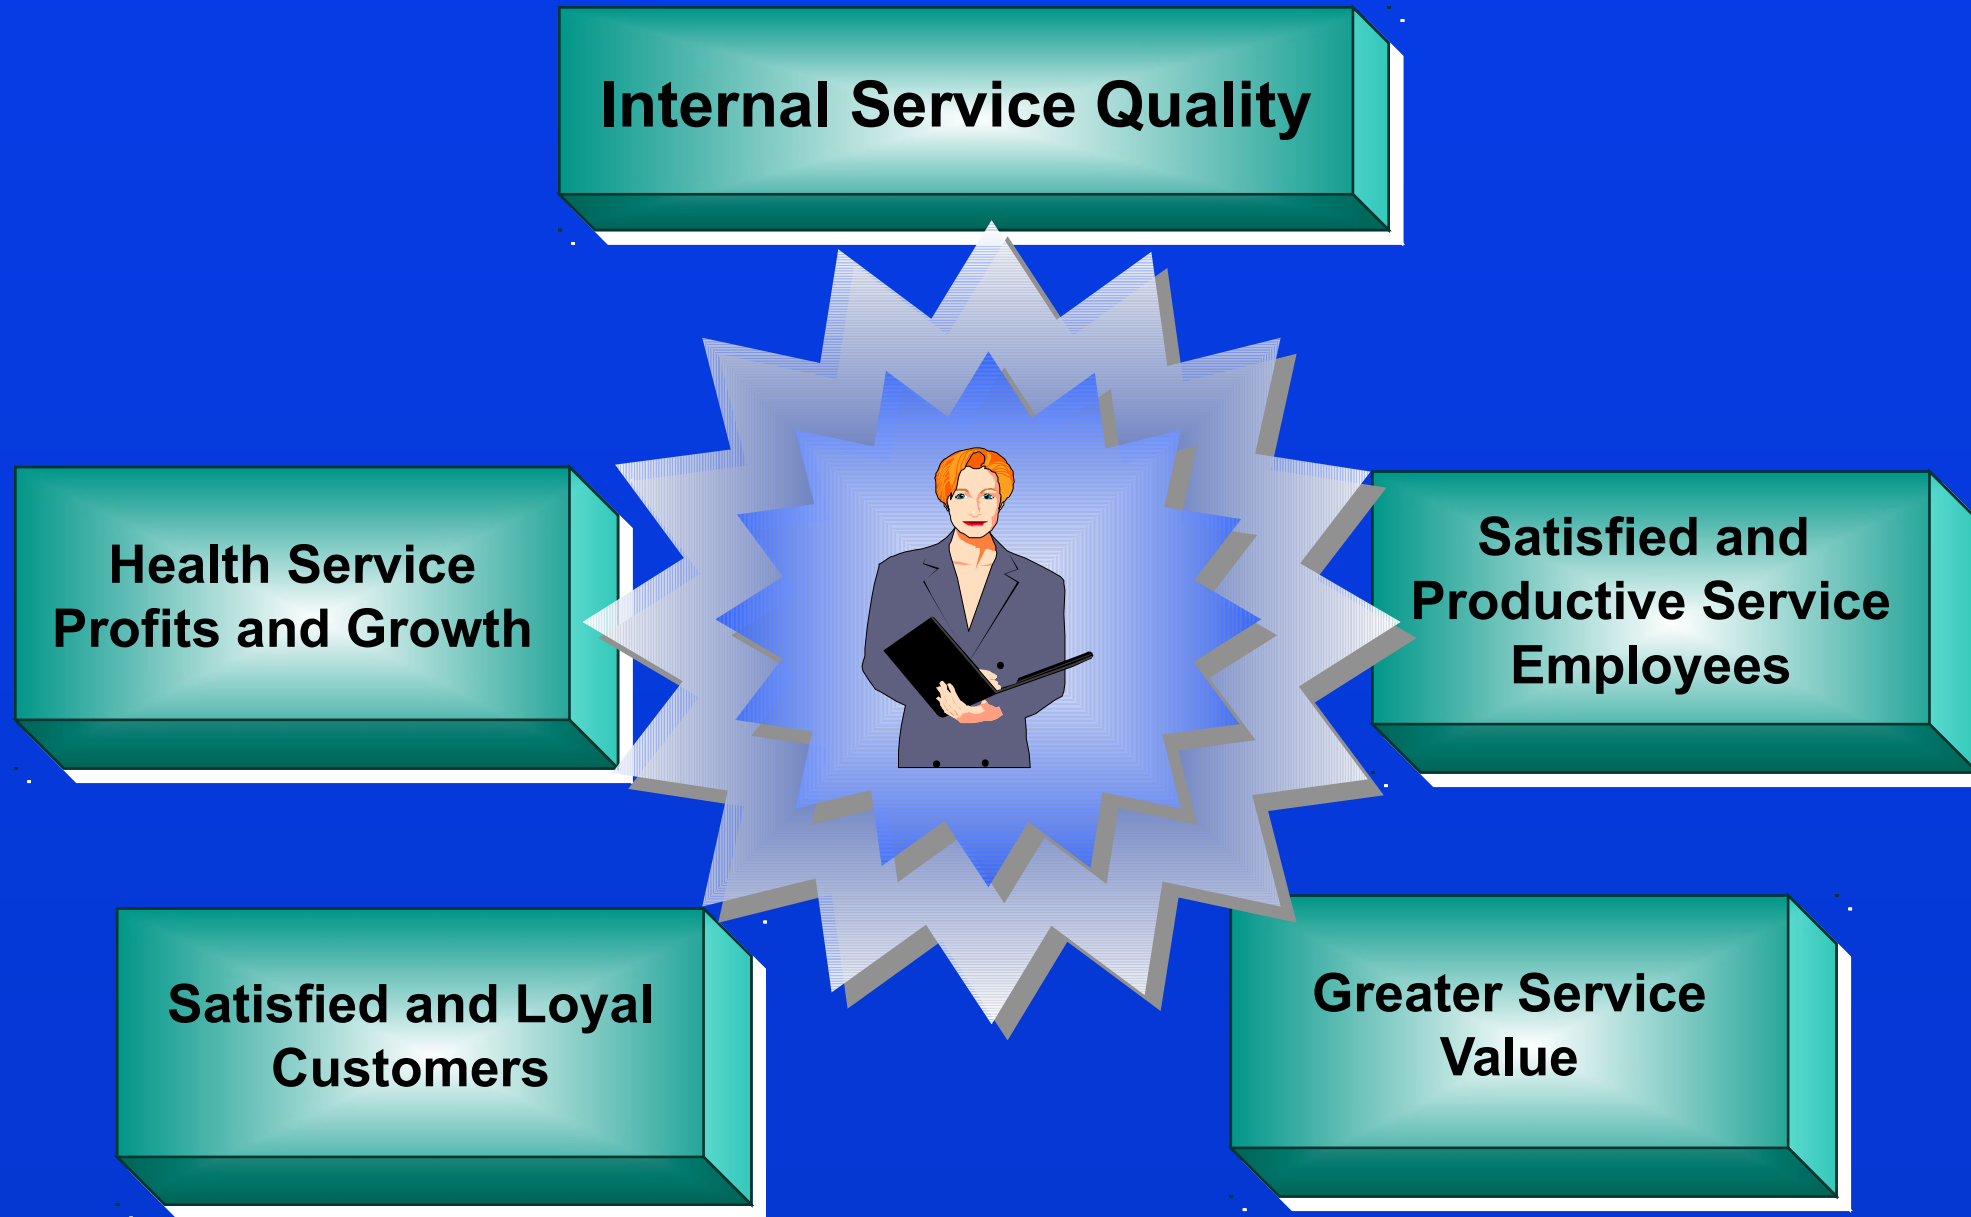 Internal Service Quality
Health Service
Profits and Growth
Satisfied and
Productive Service
Employees
Satisfied and Loyal
Customers
Greater Service
Value